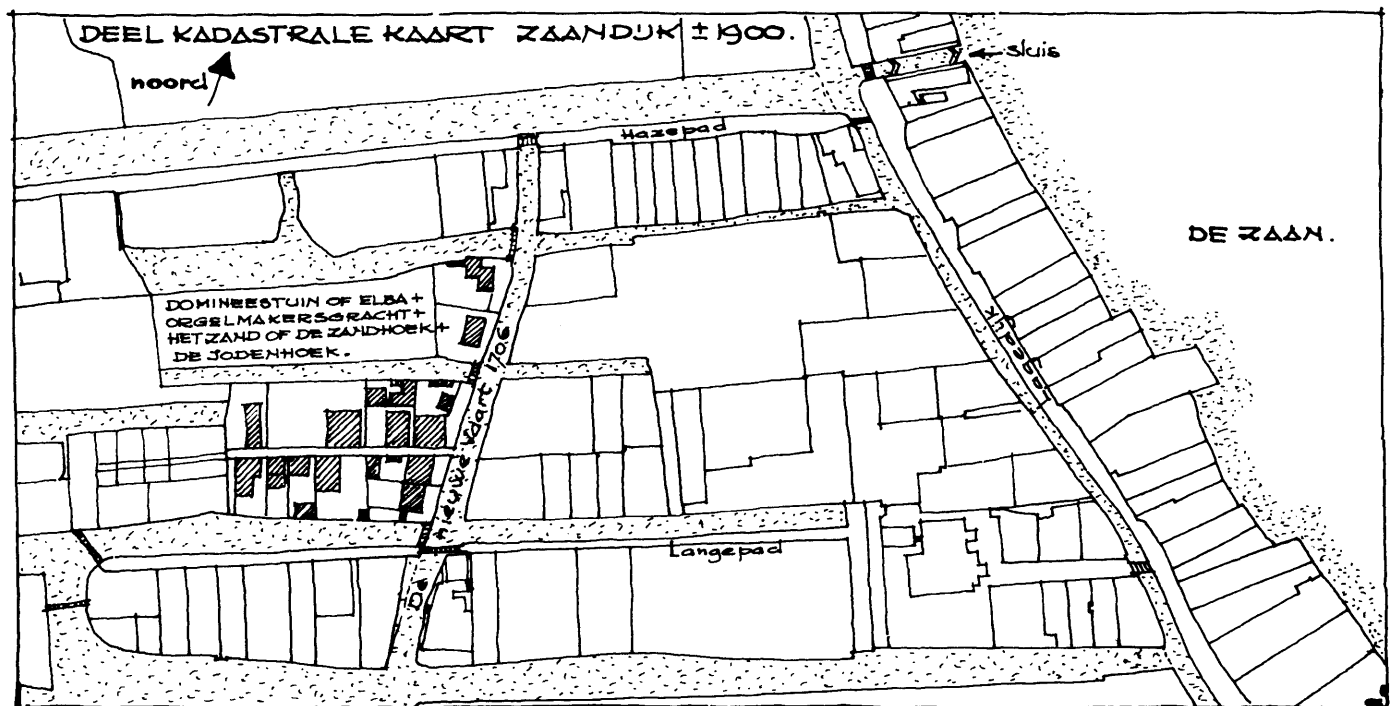 DEEL KADASTRALE KAART ZAANDIJK ± 1900.
noord
sluis
Hazepad
DE ZAAN.
DOMINEESTUIN OF ELBA +
ORGELMAKERSGRACHT +
HET ZAND OF DE ZANDHOEK +
DE JODENHOEK.
De Nieuwe Vaart 1706
Langepad